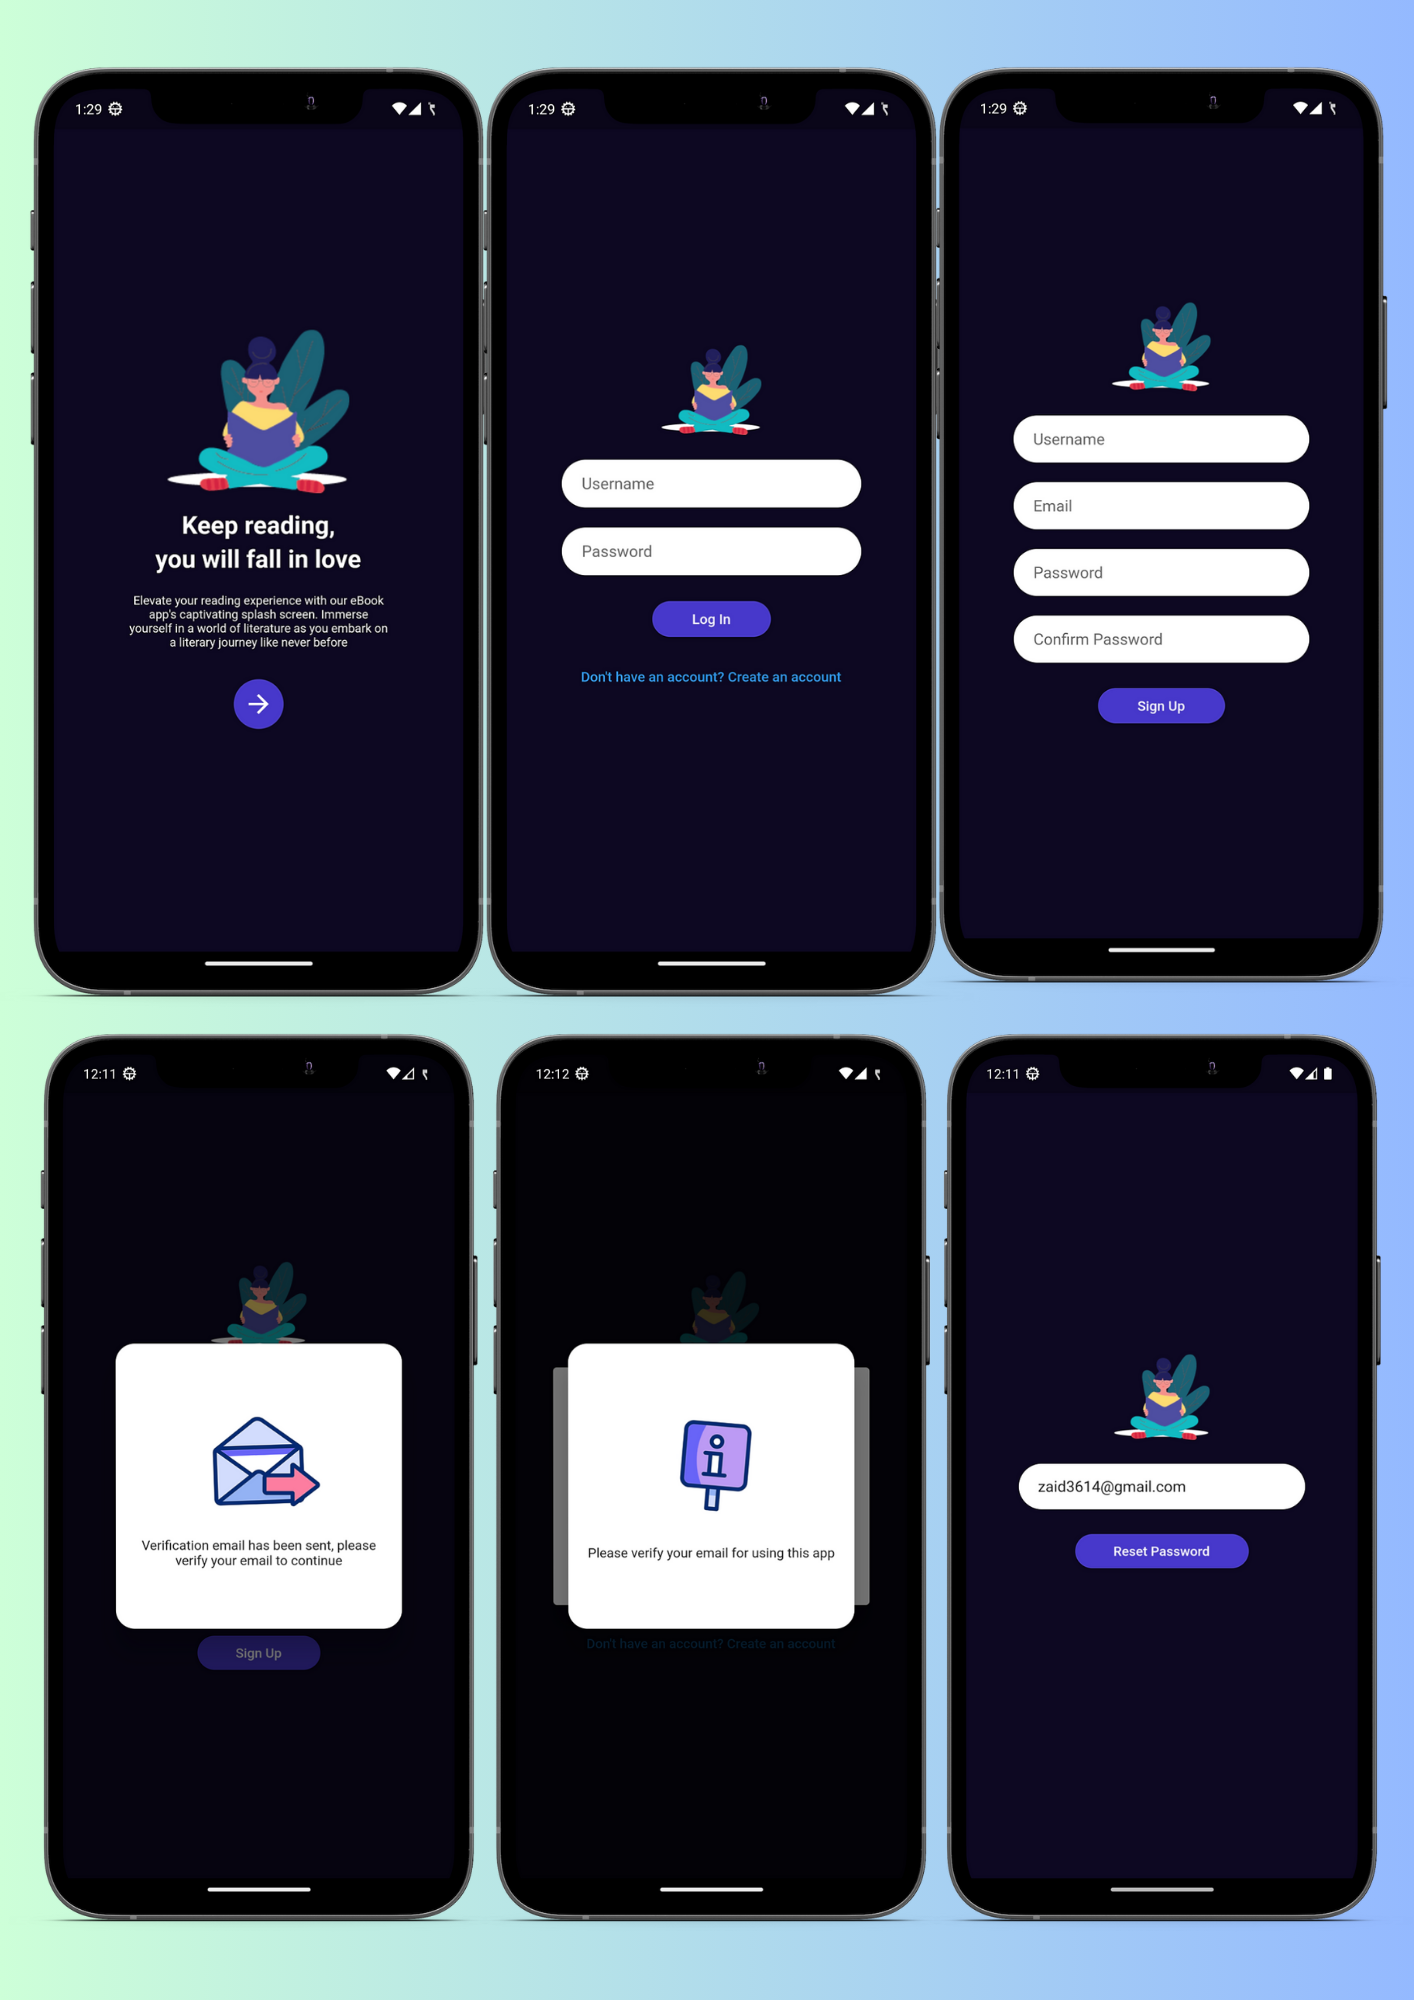 1:29
Keep reading,
you will fall in love
Elevate your reading experience with our eBook
app's captivating splash screen. Immerse
yourself in a world of literature as you embark on
a literary journey like never before
1:29
Username
Password
Log In
Don't have an account? Create an account
1:29
Username
Email
Password
Confirm Password
Sign Up
12:11
Verification email has been sent, please
verify your email to continue
Sign Up
12:12
Please verify your email for using this app
Don't have an account? Create an account
12:11
zaid3614@gmail.com
Reset Password